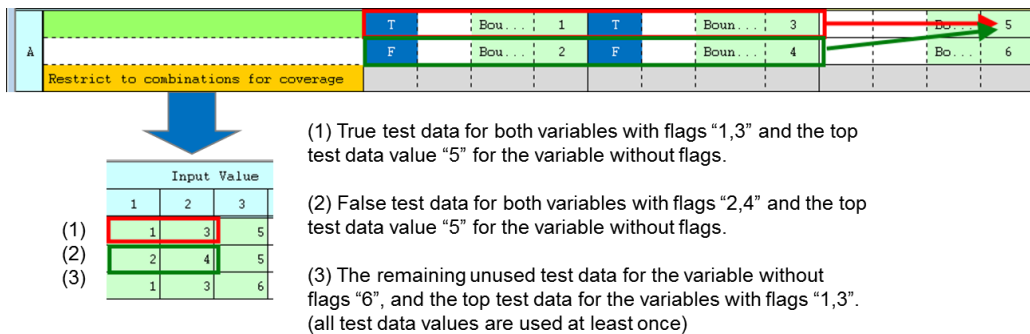 T Bou... 1 T Boun... 3 Bo... 5
A
F Bou... 2 F Boun... 4 Bo... 6
Restrict to combinations for coverage
(1) True test data for both variables with flags “1,3” and the top
test data value “5” for the variable without flags.
Input Value
1 2 3
(1) 1 3 5
(2) 2 4 5
(3) 1 3 6
(2) False test data for both variables with flags “2,4” and the top
test data value “5” for the variable without flags.
(3) The remaining unused test data for the variable without
flags “6”, and the top test data for the variables with flags “1,3”.
(all test data values are used at least once)